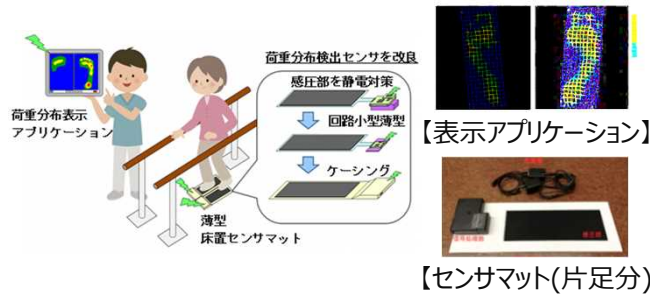 荷重分布検出センサを改良
感圧部を静電対策
回路小型薄型
ケーシング
荷重分布表示
アプリケーション
薄型
床置センサマット
【表示アプリケーション】
【センサマット(片足分)